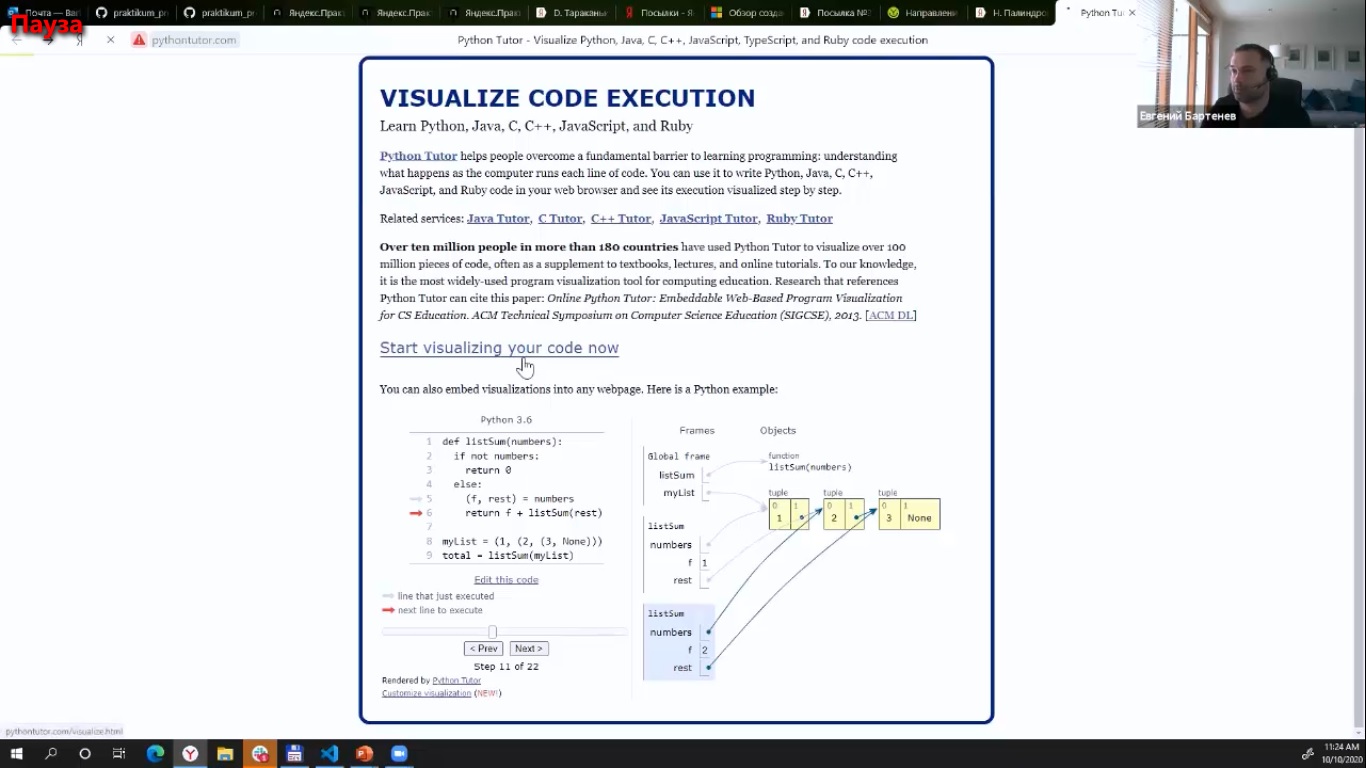 Почта — Вай
praktikum_pr
praktikum_pr
Яндекс.Прак
Яндекс.Прак
Яндекс.Прак
D. Таракань
Посылки - Я
Обзор созда
Посылка №
Направлени
Н. Палиндро
Python Tu
Пауза
pythontutor.com
Python Tutor - Visualize Python, Java, C, C++, JavaScript, TypeScript, and Ruby code execution
Евгений Бартенев
VISUALIZE CODE EXECUTION
Learn Python, Java, C, C++, JavaScript, and Ruby
Python Tutor helps people overcome a fundamental barrier to learning programming: understanding
what happens as the computer runs each line of code. You can use it to write Python, Java, C, C++,
JavaScript, and Ruby code in your web browser and see its execution visualized step by step.
Related services: Java Tutor, C Tutor, C++ Tutor, JavaScript Tutor, Ruby Tutor
Over ten million people in more than 180 countries have used Python Tutor to visualize over 100
million pieces of code, often as a supplement to textbooks, lectures, and online tutorials. To our knowledge,
it is the most widely-used program visualization tool for computing education. Research that references
Python Tutor can cite this paper: Online Python Tutor: Embeddable Web-Based Program Visualization
for CS Education. ACM Technical Symposium on Computer Science Education (SIGCSE), 2013. [ACM DL]
Start visualizing your code now
You can also embed visualizations into any webpage. Here is a Python example:
Python 3.6
1 def listSum(numbers):
2 if not numbers:
3 return 0
4 else:
5 (f, rest) = numbers
6 return f + listSum(rest)
7
8 myList = (1, (2, (3, None)))
9 total = listSum(myList)
Edit this code
line that just executed
next line to execute
< Prev Next >
Step 11 of 22
Rendered by Python Tutor
Customize visualization (NEW!)
Frames Objects
Global frame
listSum
myList
function
listSum(numbers)
tuple tuple tuple
0 1 0 1 0 1
1 2 3 None
listSum
numbers
f 1
rest
listSum
numbers
f 2
rest
pythontutor.com/visualize.html
11:24 AM
10/10/2020